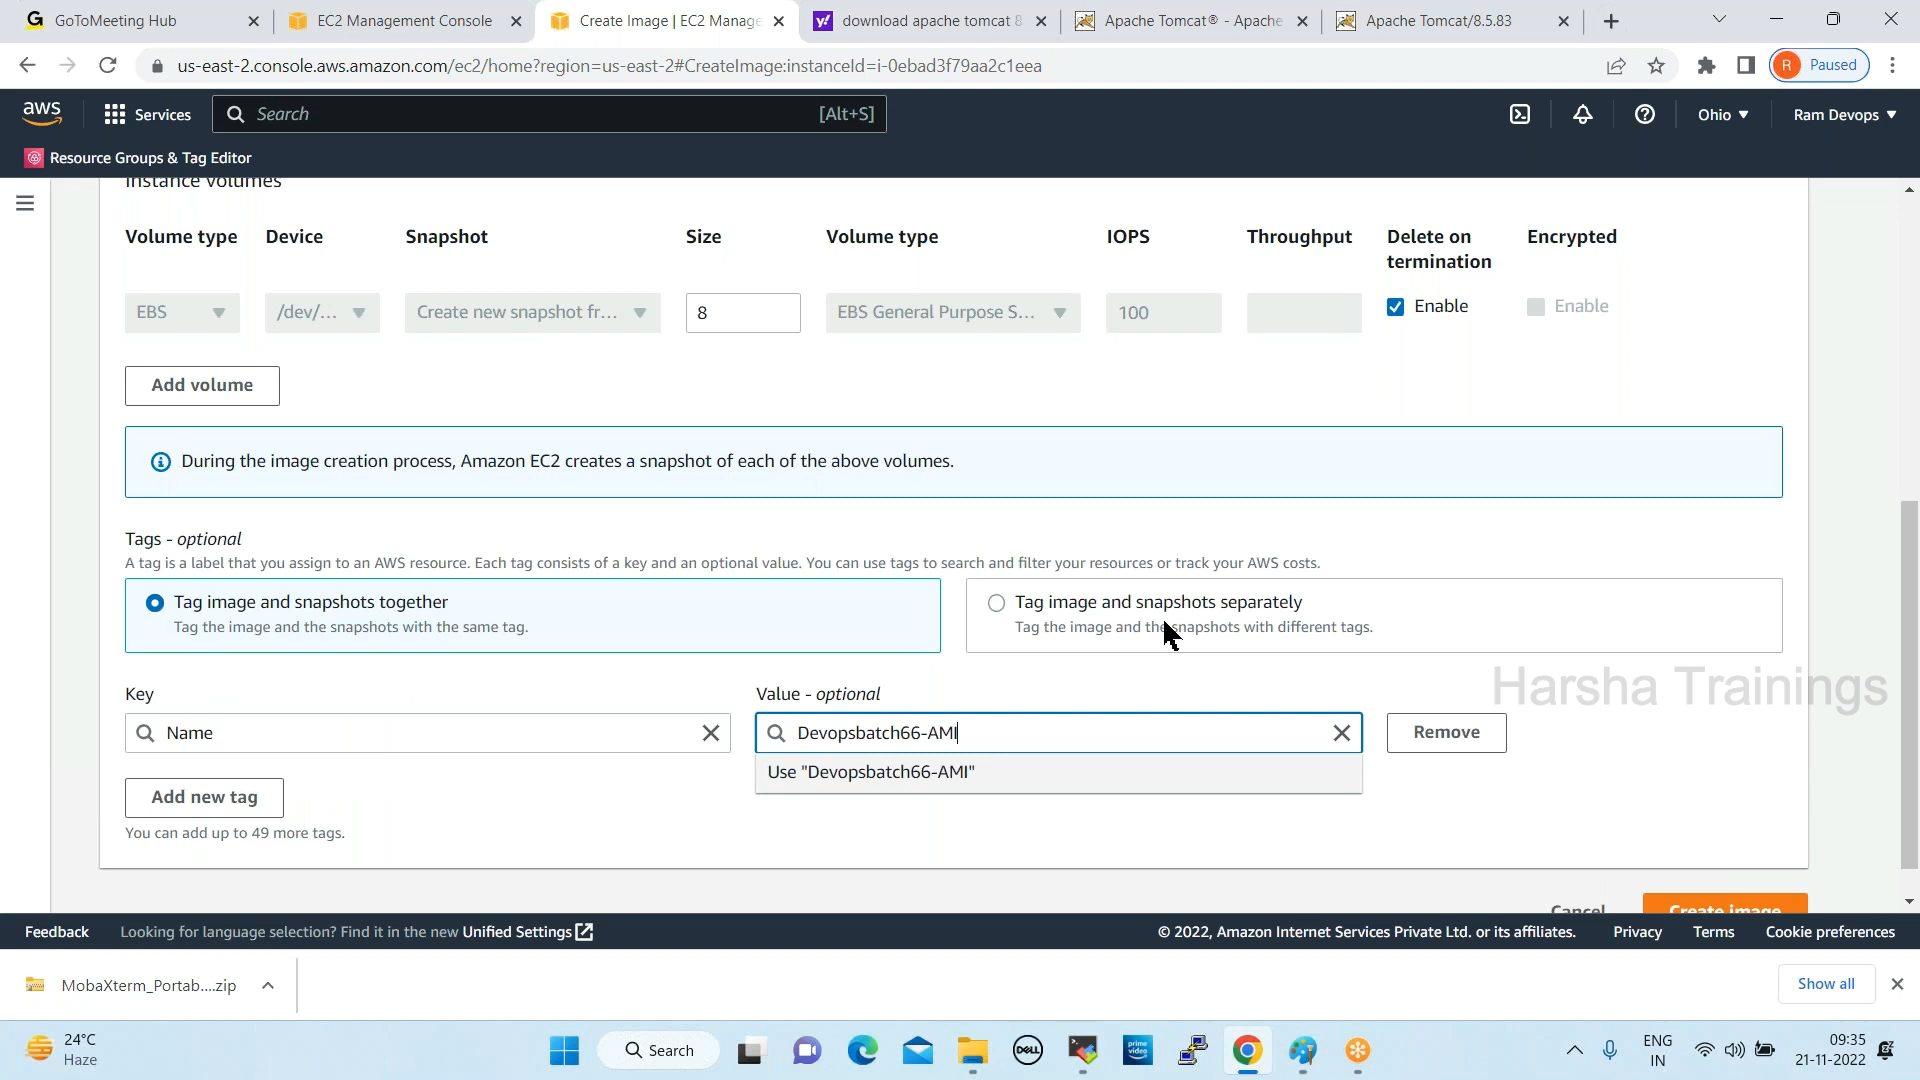 GoToMeeting Hub
EC2 Management Console
Create Image | EC2 Manage
download apache tomcat 8
Apache Tomcat® - Apache
Apache Tomcat/8.5.83
us-east-2.console.aws.amazon.com/ec2/home?region=us-east-2#CreateImage:instanceId=i-0ebad3f79aa2c1eea
R Paused
aws
Services
Search
[Alt+S]
Ohio
Ram Devops
Resource Groups & Tag Editor
Instance volumes
Volume type
Device
Snapshot
Size
Volume type
IOPS
Throughput
Delete on termination
Encrypted
EBS
/dev/...
Create new snapshot fr...
8
EBS General Purpose S...
100
Enable
Enable
Add volume
During the image creation process, Amazon EC2 creates a snapshot of each of the above volumes.
Tags - optional
A tag is a label that you assign to an AWS resource. Each tag consists of a key and an optional value. You can use tags to search and filter your resources or track your AWS costs.
Tag image and snapshots together
Tag the image and the snapshots with the same tag.
Tag image and snapshots separately
Tag the image and the snapshots with different tags.
Harsha Trainings
Key
Value - optional
Name
Devopsbatch66-AMI
Remove
Use "Devopsbatch66-AMI"
Add new tag
You can add up to 49 more tags.
Cancel
Create image
Feedback
Looking for language selection? Find it in the new Unified Settings
© 2022, Amazon Internet Services Private Ltd. or its affiliates.
Privacy
Terms
Cookie preferences
MobaXterm_Portab....zip
Show all
24°C
Haze
Search
DELL
prime video
ENG
IN
09:35
21-11-2022